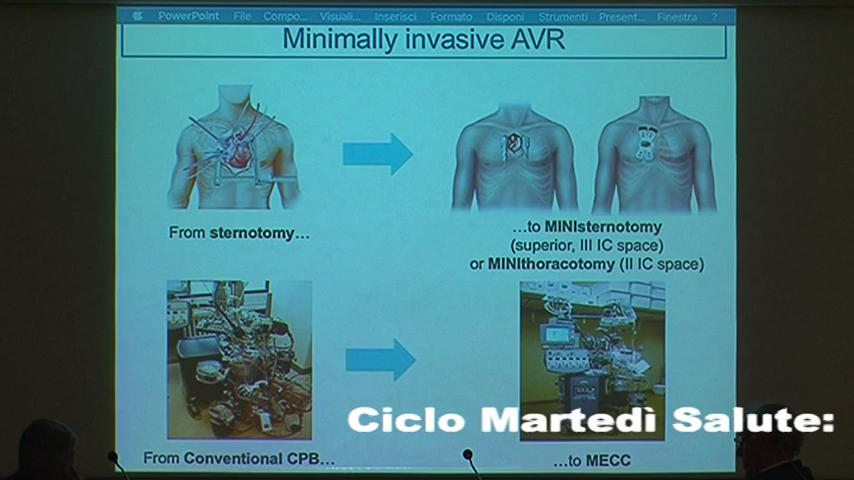 PowerPoint File Compo... Visuali... Inserisci Formato Disponi Strumenti Present... Finestra ?
Minimally invasive AVR
From sternotomy...
...to MINIsternotomy
(superior, III IC space)
or MINIthoracotomy (II IC space)
Ciclo Martedì Salute:
From Conventional CPB...
...to MECC